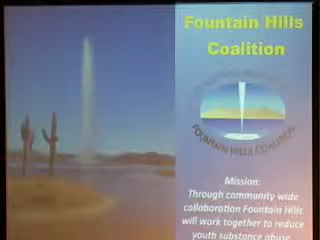 Fountain Hills
Coalition
FOUNTAIN HILLS COALITION
Mission:
Through community wide
collaboration Fountain Hills
will work together to reduce
youth substance abuse